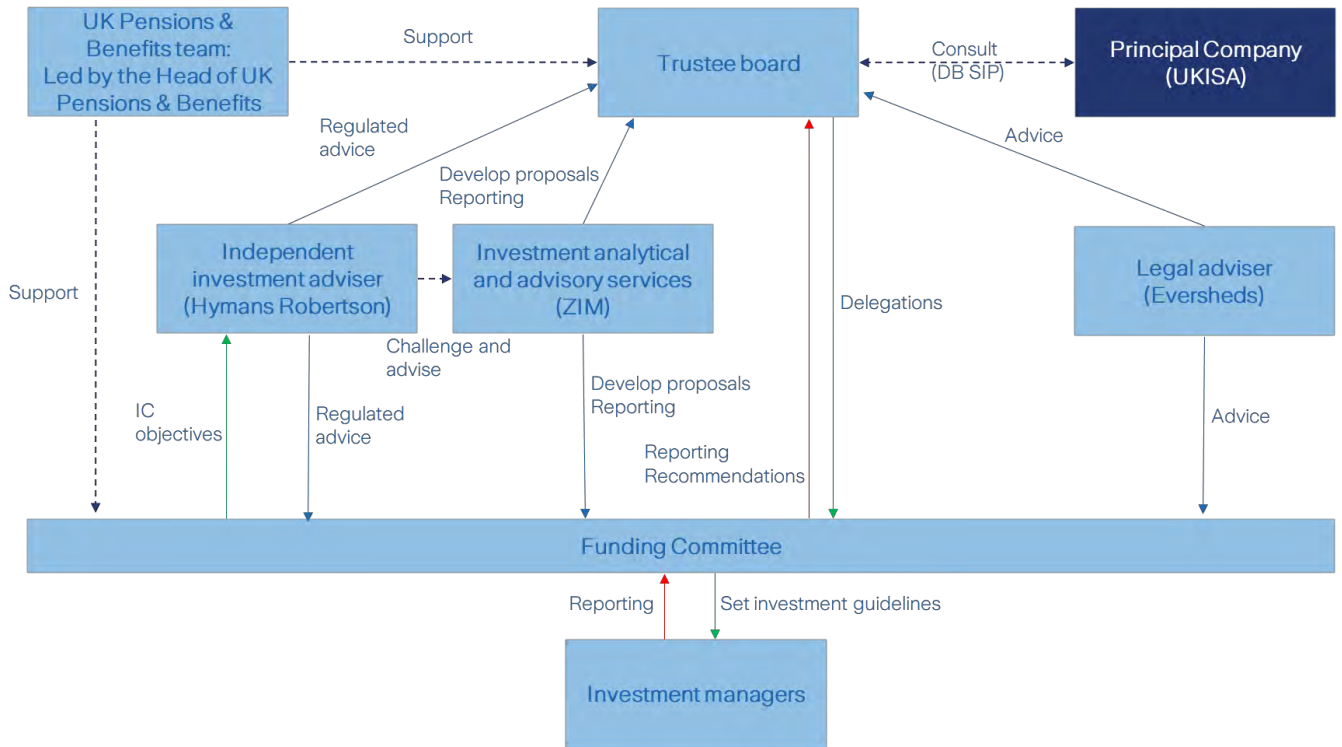 UK Pensions &
Benefits team:
Led by the Head of UK
Pensions & Benefits
Support
Trustee board
Consult
(DB SIP)
Principal Company
(UKISA)
Regulated
advice
Develop proposals
Reporting
Advice
Independent
investment adviser
(Hymans Robertson)
Investment analytical
and advisory services
(ZIM)
Legal adviser
(Eversheds)
Support
Delegations
Challenge and
advise
IC
objectives
Regulated
advice
Develop proposals
Reporting
Reporting
Recommendations
Advice
Funding Committee
Reporting
Set investment guidelines
Investment managers